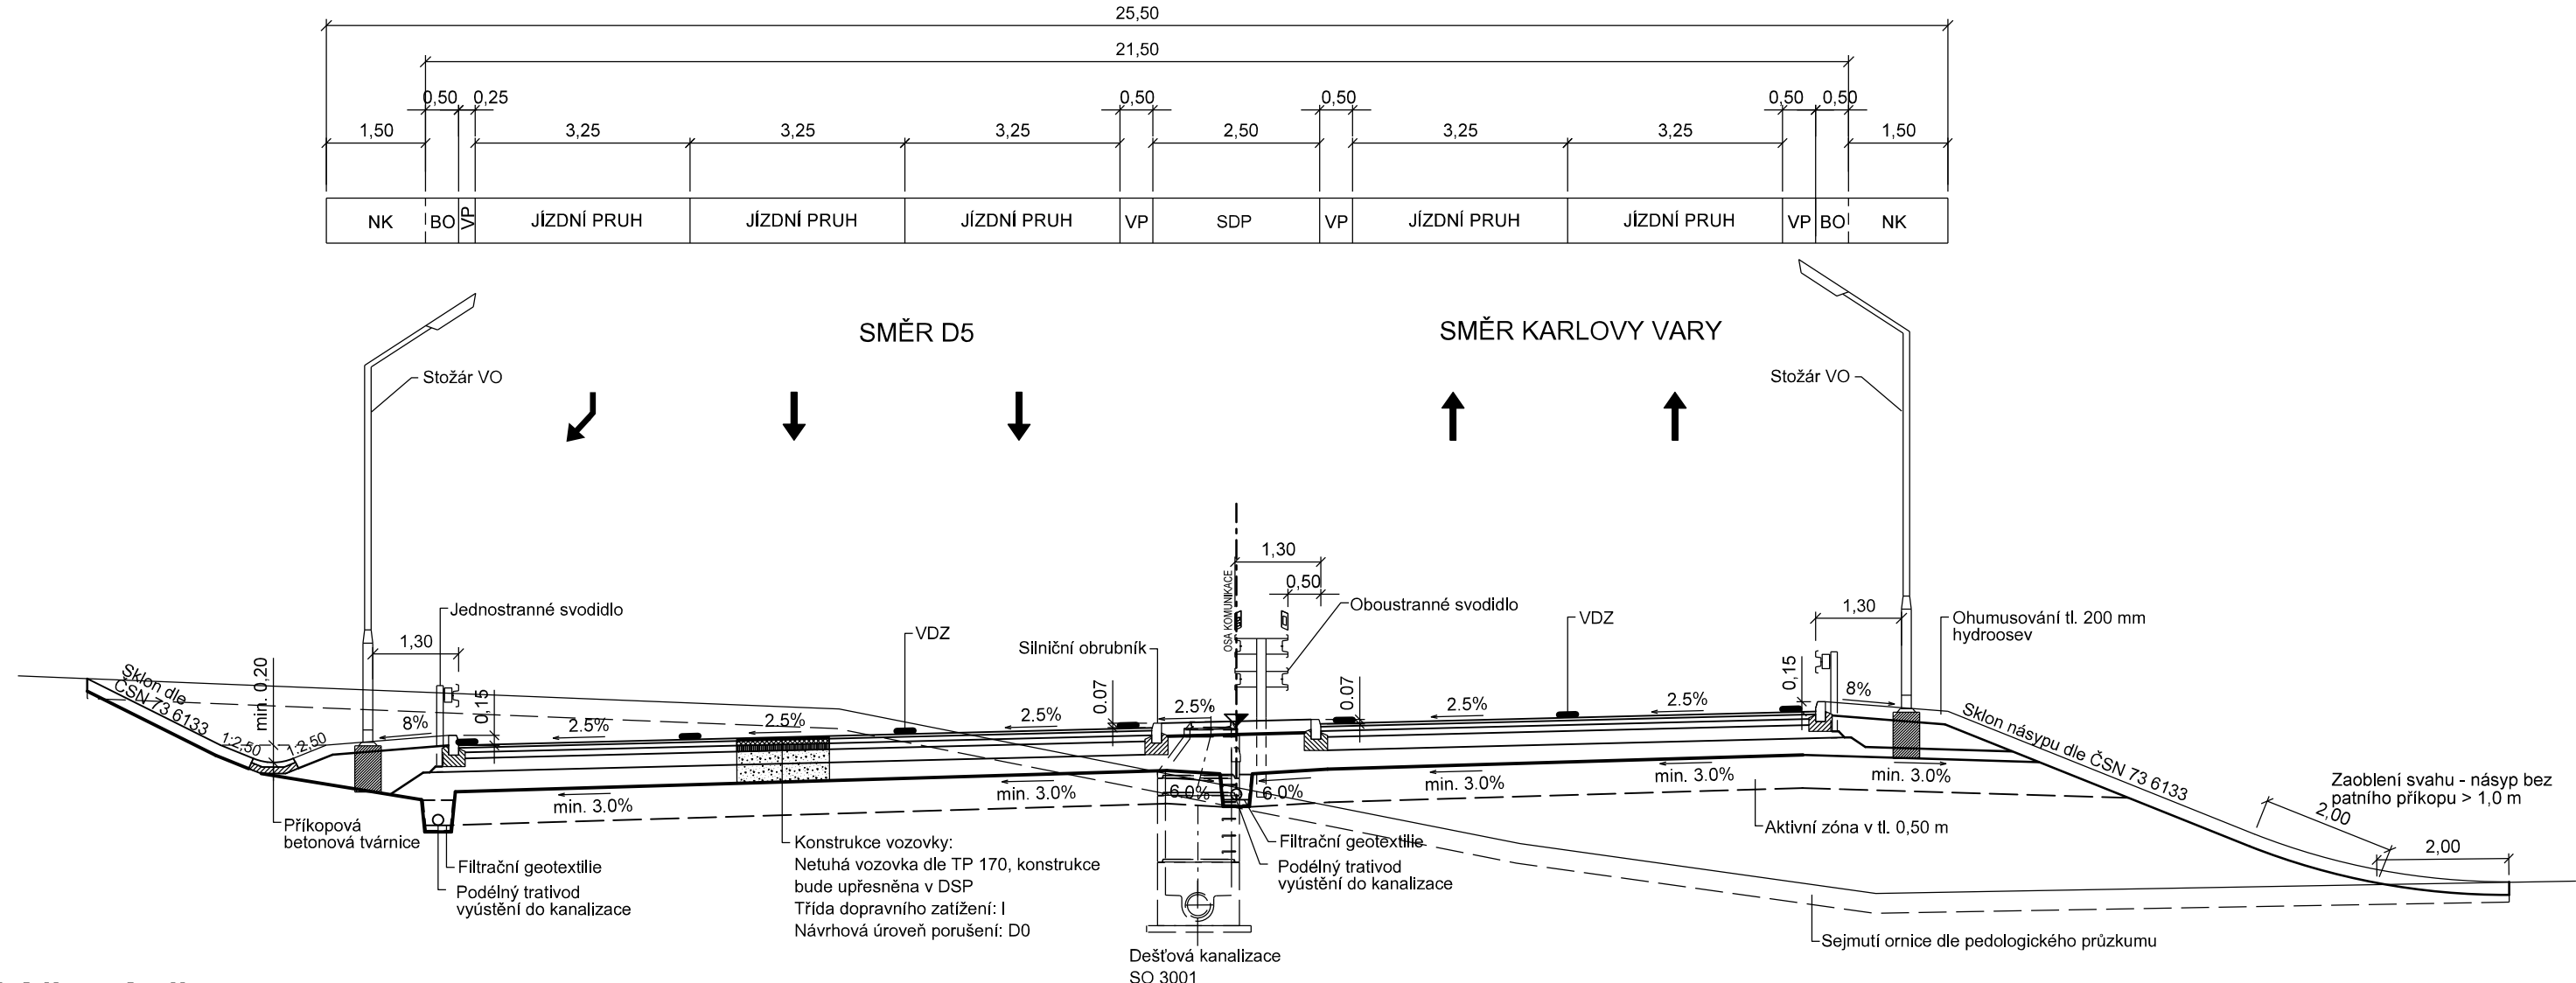 25,50
21,50
0,50 0,25 0,50 0,50 0,50 0,50
1,50 3,25 3,25 3,25 2,50 3,25 3,25 1,50
NK BO VP JÍZDNÍ PRUH JÍZDNÍ PRUH JÍZDNÍ PRUH VP SDP VP JÍZDNÍ PRUH JÍZDNÍ PRUH VP BO NK
SMĚR D5
SMĚR KARLOVY VARY
Stožár VO
Stožár VO
1,30
0,50
OSA KOMUNIKACE
Jednostranné svodidlo
Oboustranné svodidlo
VDZ
VDZ
Silniční obrubník
1,30
1,30
Ohumusování tl. 200 mm
hydroosev
Sklon dle
ČSN 73 6133
min. 0,20
1:2,50
1:2,50
8%
0,15
2.5%
2.5%
2.5%
0.07
2.5%
0.07
2.5%
2.5%
0,15
8%
Sklon násypu dle ČSN 73 6133
min. 3.0%
min. 3.0%
6.0%
6.0%
min. 3.0%
min. 3.0%
min. 3.0%
Zaoblení svahu - násyp bez
patního příkopu > 1,0 m
2,00
2,00
Příkopová
betonová tvárnice
Filtrační geotextilie
Podélný trativod
vyústění do kanalizace
Konstrukce vozovky:
Netuhá vozovka dle TP 170, konstrukce
bude upřesněna v DSP
Třída dopravního zatížení: I
Návrhová úroveň porušení: D0
Filtrační geotextilie
Podélný trativod
vyústění do kanalizace
Aktivní zóna v tl. 0,50 m
Sejmutí ornice dle pedologického průzkumu
Dešťová kanalizace
SO 3001